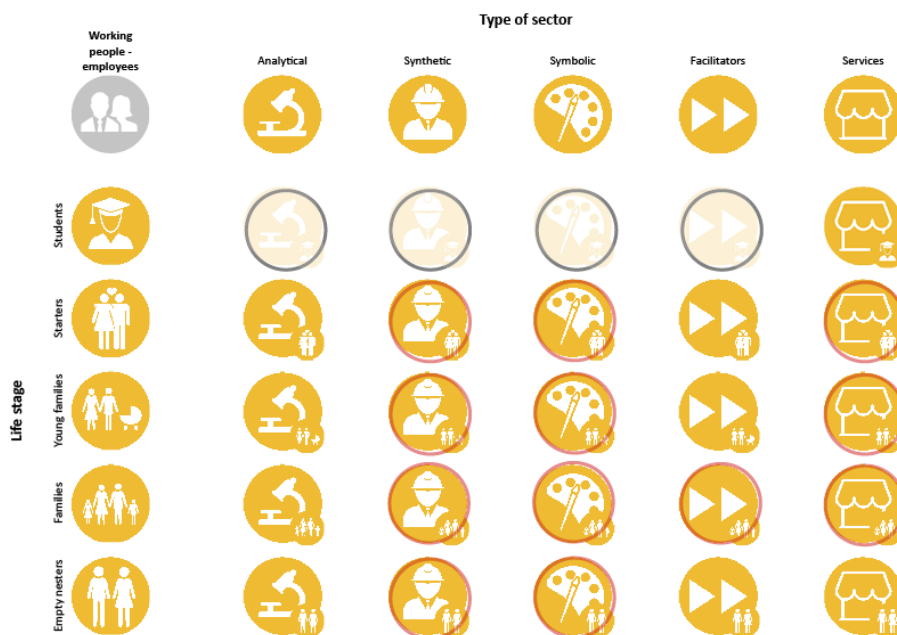 Type of sector
Working
people -
employees
Analytical
Synthetic
Symbolic
Facilitators
Services
Life stage
Students
Starters
Young families
Families
Empty nesters